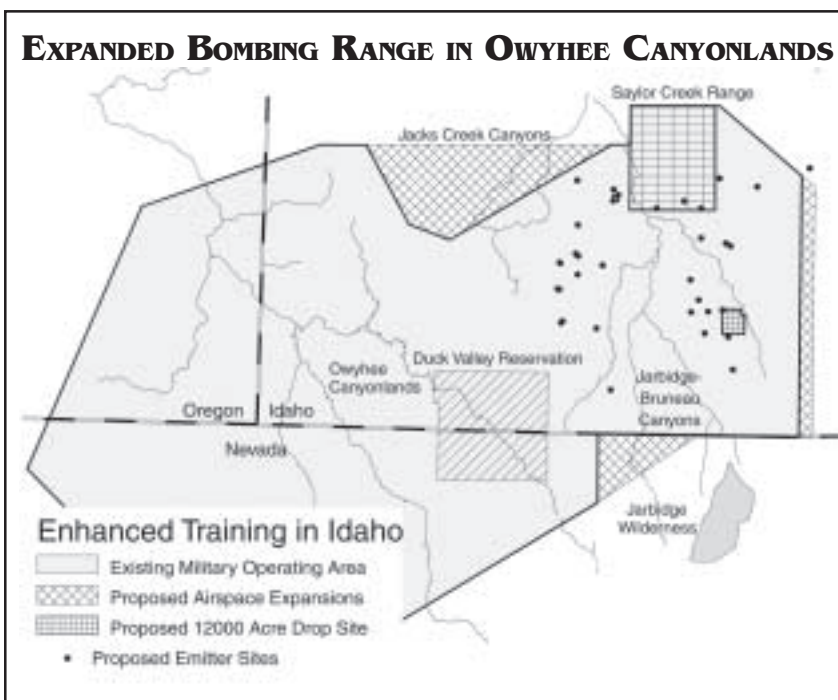 EXPANDED BOMBING RANGE IN OWYHEE CANYONLANDS
Saylor Creek Range
Jacks Creek Canyons
Duck Valley Reservation
Owyhee
Canyonlands
Jarbidge-
Bruneau
Canyons
Oregon
Idaho
Nevada
Jarbidge
Wilderness
Enhanced Training in Idaho
Existing Military Operating Area
Proposed Airspace Expansions
Proposed 12000 Acre Drop Site
Proposed Emitter Sites